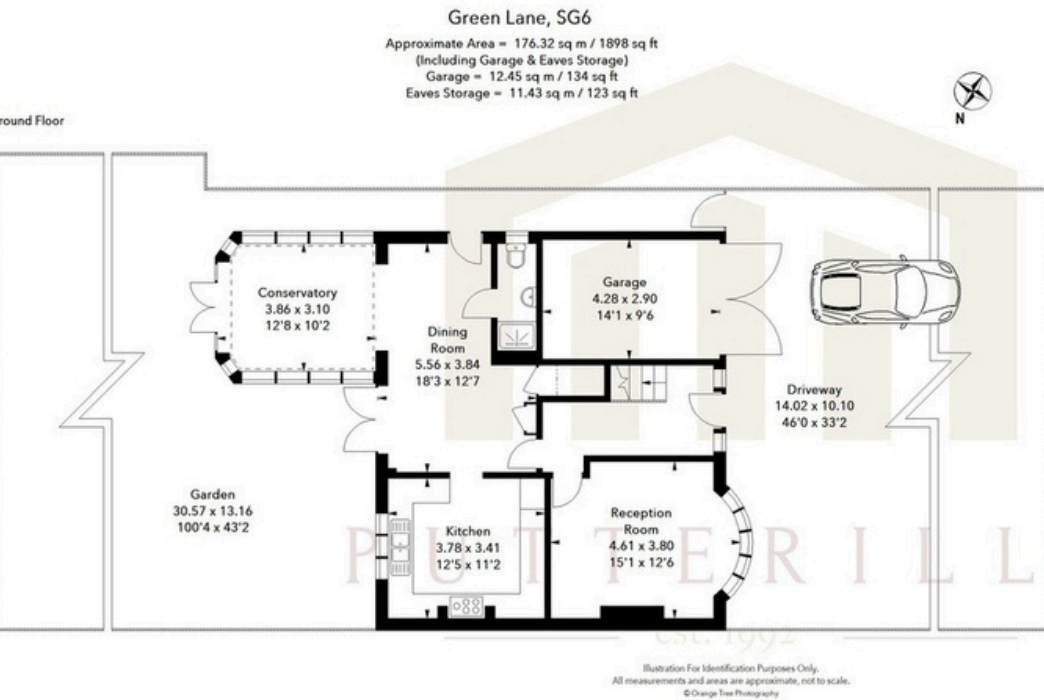 Green Lane, SG6
Approximate Area = 176.32 sq m / 1898 sq ft
(Including Garage & Eaves Storage)
Garage = 12.45 sq m / 134 sq ft
Eaves Storage = 11.43 sq m / 123 sq ft
N
round Floor
Conservatory
3.86 x 3.10
12'8 x 10'2
Garage
4.28 x 2.90
14'1 x 9'6
Dining
Room
5.56 x 3.84
18'3 x 12'7
Driveway
14.02 x 10.10
46'0 x 33'2
Garden
30.57 x 13.16
100'4 x 43'2
Kitchen
3.78 x 3.41
12'5 x 11'2
Reception
Room
4.61 x 3.80
15'1 x 12'6
PUTTERILL
est. 1992
Illustration For Identification Purposes Only.
All measurements and areas are approximate, not to scale.
© Orange Tree Photography